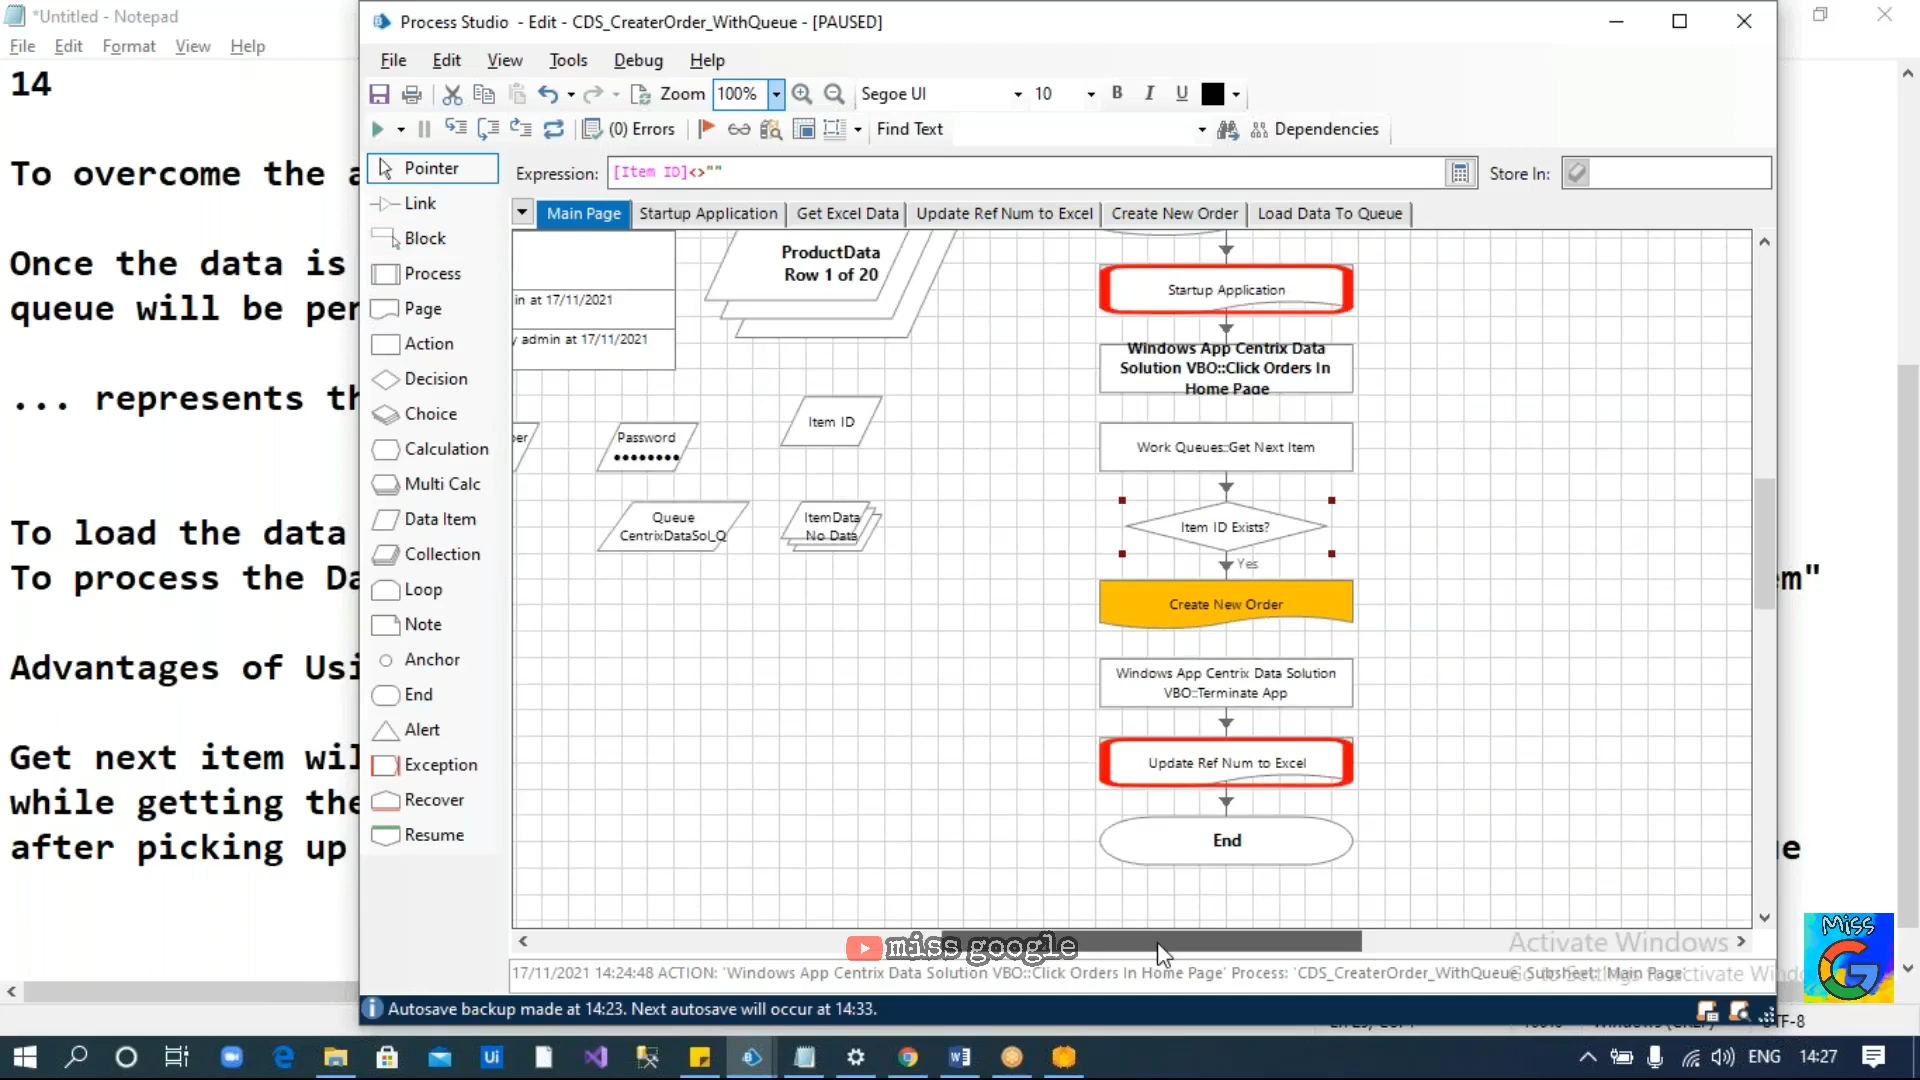 *Untitled - Notepad
File Edit Format View Help
14
To overcome the a
Once the data is
queue will be per
... represents th
To load the data
To process the Da
em"
Advantages of Usi
Get next item wil
while getting the
after picking up
ue
Process Studio - Edit - CDS_CreaterOrder_WithQueue - [PAUSED]
File Edit View Tools Debug Help
Zoom 100% Segoe UI 10 B I U
(0) Errors Find Text Dependencies
Expression: [Item ID]<>"" Store In:
Main Page Startup Application Get Excel Data Update Ref Num to Excel Create New Order Load Data To Queue
Pointer
Link
Block
Process
Page
Action
Decision
Choice
Calculation
Multi Calc
Data Item
Collection
Loop
Note
Anchor
End
Alert
Exception
Recover
Resume
in at 17/11/2021
y admin at 17/11/2021
ProductData
Row 1 of 20
Item ID
er
Password
••••••••
Queue
CentrixDataSol_Q
ItemData
No Data
Startup Application
Windows App Centrix Data
Solution VBO::Click Orders In
Home Page
Work Queues::Get Next Item
Item ID Exists?
Yes
Create New Order
Windows App Centrix Data Solution
VBO::Terminate App
Update Ref Num to Excel
End
miss google
Activate Windows
17/11/2021 14:24:48 ACTION: 'Windows App Centrix Data Solution VBO::Click Orders In Home Page' Process: 'CDS_CreaterOrder_WithQueue' Subsheet: 'Main Page'
Miss
G
Autosave backup made at 14:23. Next autosave will occur at 14:33.
UTF-8
Ui
ENG 14:27